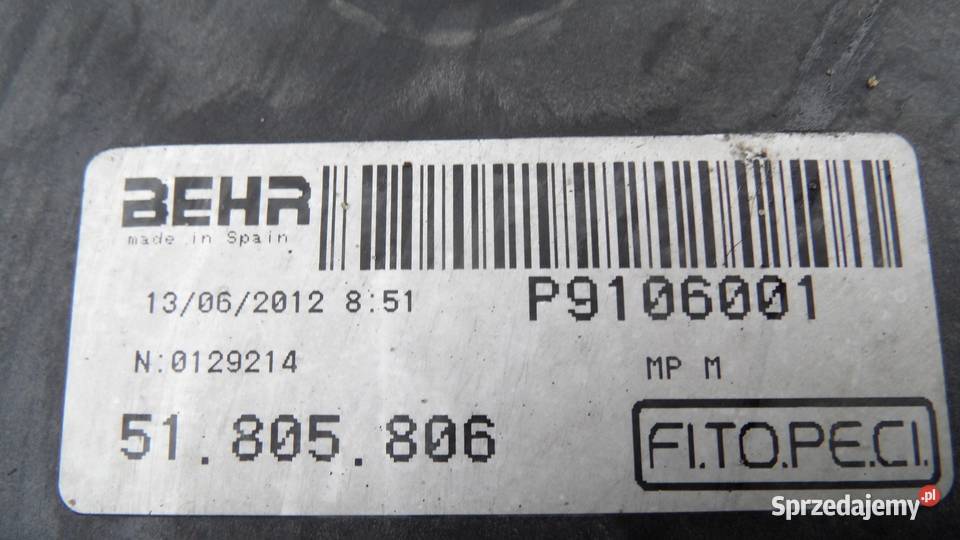 BEHR
made in Spain
13/06/2012 8:51
P9106001
N:0129214
MP M
51.805.806
FI.TO.PE.CI.
Sprzedajemy.pl